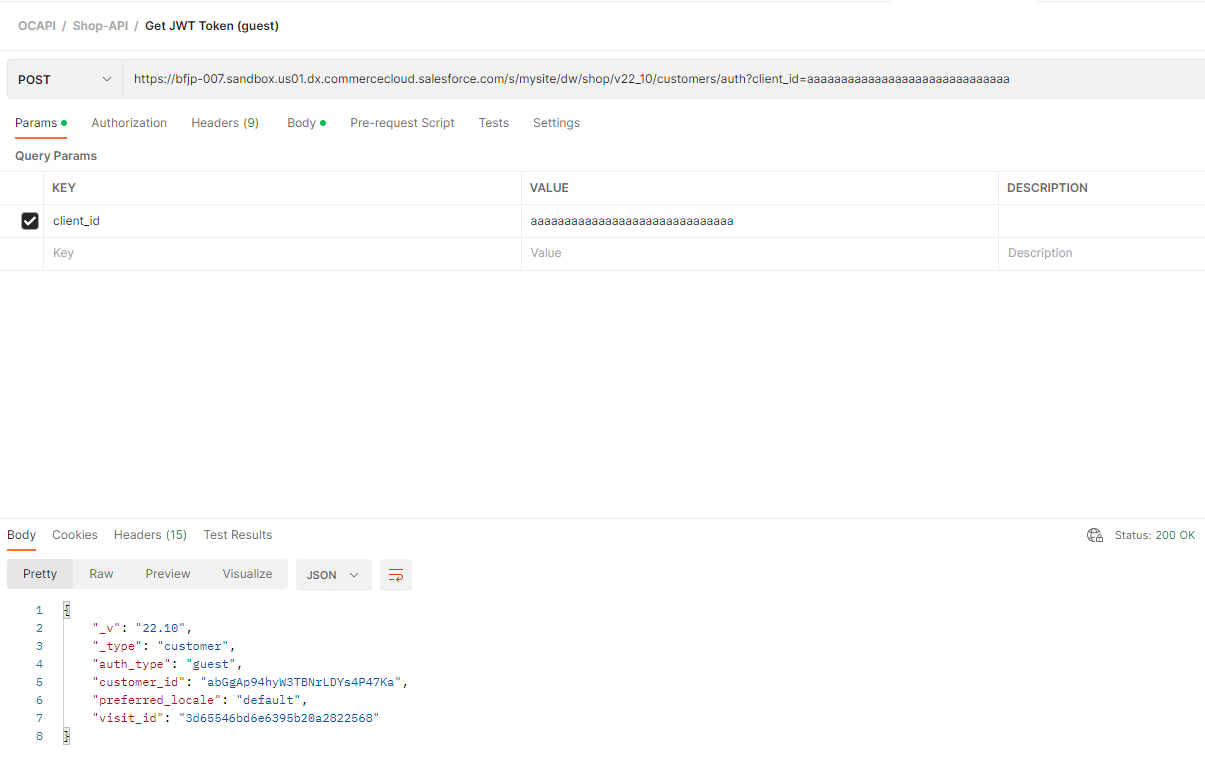 OCAPI / Shop-API / Get JWT Token (guest)
POST https://bfjp-007.sandbox.us01.dx.commercecloud.salesforce.com/s/mysite/dw/shop/v22_10/customers/auth?client_id=aaaaaaaaaaaaaaaaaaaaaaaaaaaaaa
Params Authorization Headers (9) Body Pre-request Script Tests Settings
Query Params
KEY VALUE DESCRIPTION
client_id aaaaaaaaaaaaaaaaaaaaaaaaaaaaaa
Key Value Description
Body Cookies Headers (15) Test Results Status: 200 OK
Pretty Raw Preview Visualize JSON
1 {
2 "_v": "22.10",
3 "_type": "customer",
4 "auth_type": "guest",
5 "customer_id": "abGgAp94hyW3TBNrLDYs4P47Ka",
6 "preferred_locale": "default",
7 "visit_id": "3d65546bd6e6395b20a2822568"
8 }